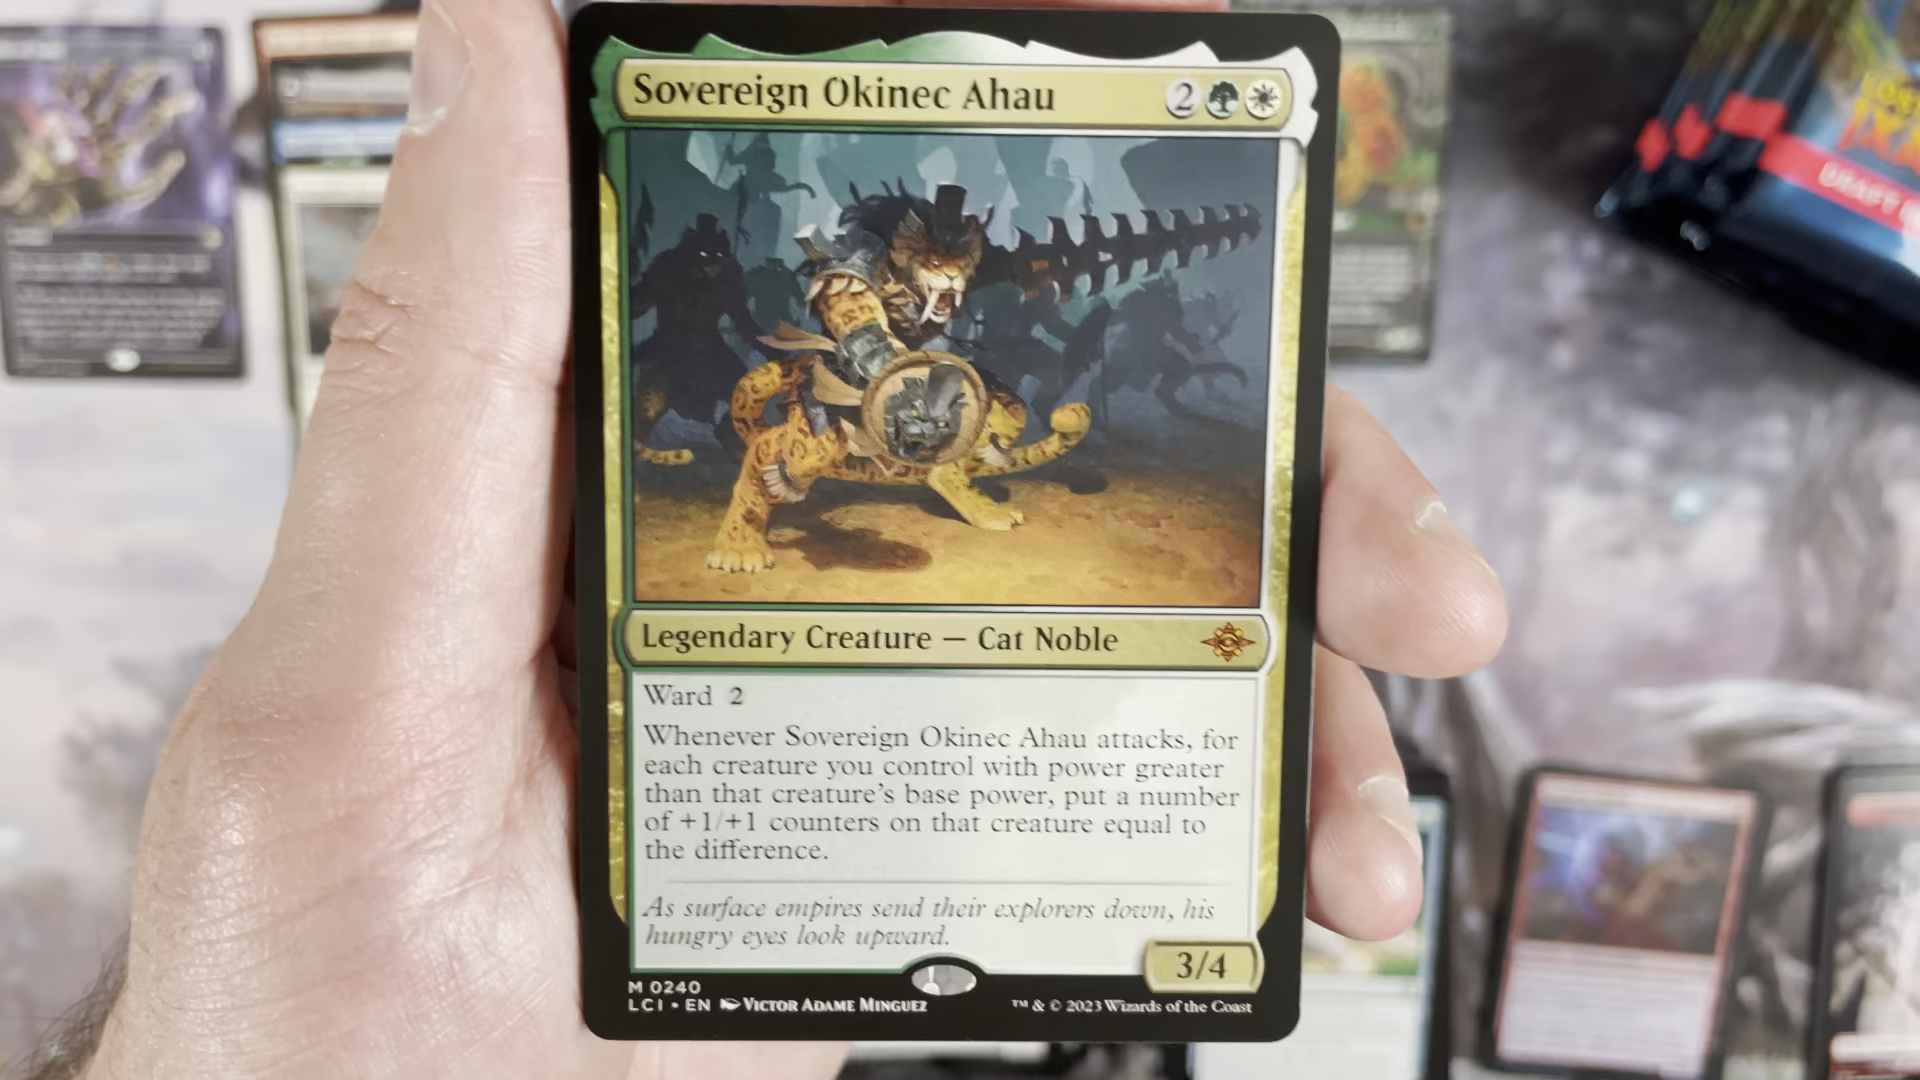 Sovereign Okinec Ahau 2
Legendary Creature — Cat Noble
Ward 2
Whenever Sovereign Okinec Ahau attacks, for
each creature you control with power greater
than that creature's base power, put a number
of +1/+1 counters on that creature equal to
the difference.
As surface empires send their explorers down, his
hungry eyes look upward.
3/4
M 0240
LCI • EN VICTOR ADAME MINGUEZ
™ & © 2023 Wizards of the Coast
DRAFT